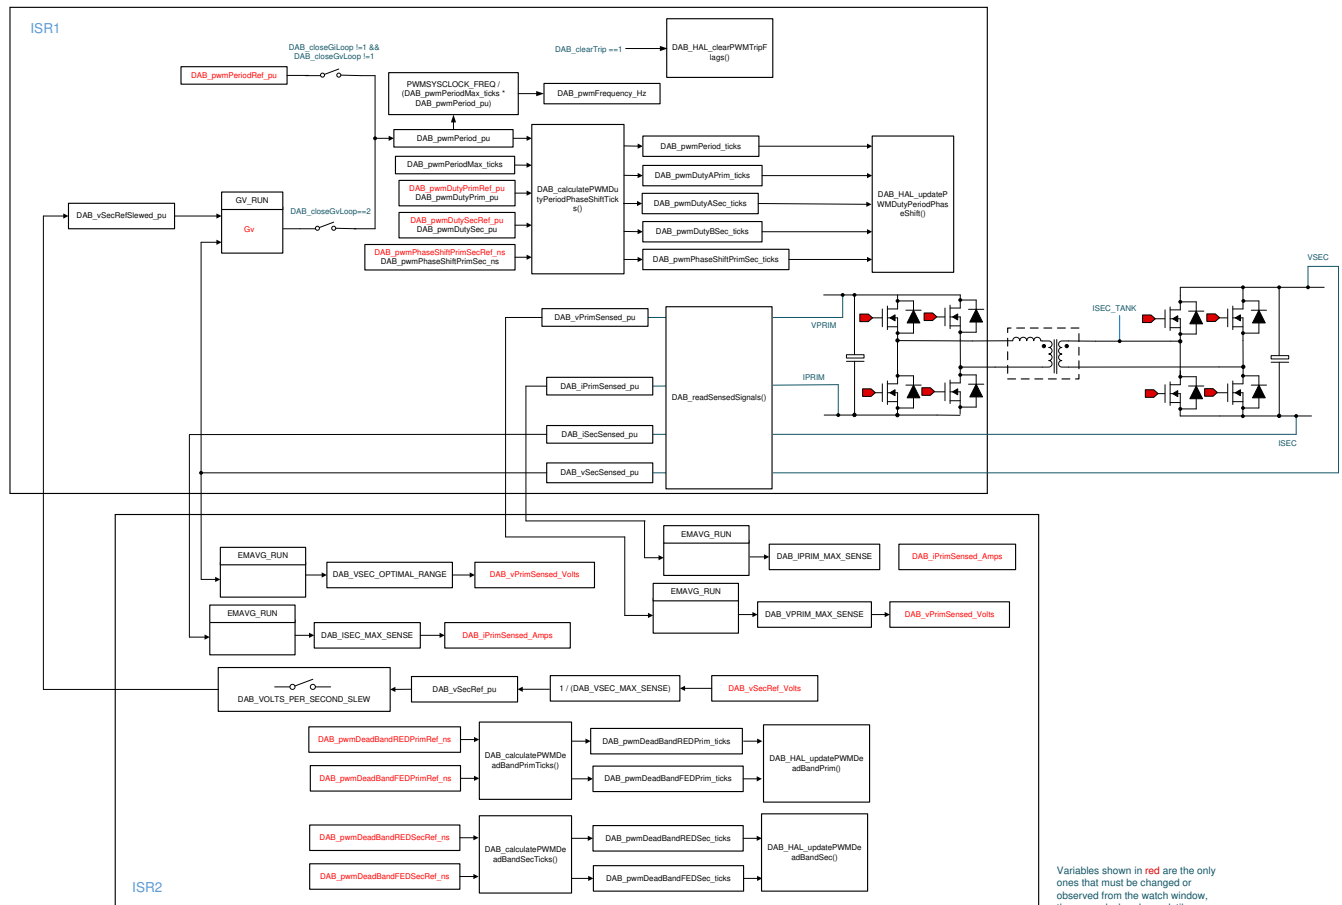 ISR1
DAB_closeGiLoop !=1 &&
DAB_closeGvLoop !=1
DAB_pwmPeriodRef_pu
DAB_clearTrip ==1
DAB_HAL_clearPWMTripF
lags()
PWMSYSCLOCK_FREQ /
(DAB_pwmPeriodMax_ticks *
DAB_pwmPeriod_pu)
DAB_pwmFrequency_Hz
DAB_pwmPeriod_pu
DAB_pwmPeriodMax_ticks
DAB_pwmDutyPrimRef_pu
DAB_pwmDutyPrim_pu
DAB_pwmDutySecRef_pu
DAB_pwmDutySec_pu
DAB_pwmPhaseShiftPrimSecRef_ns
DAB_pwmPhaseShiftPrimSec_ns
DAB_calculatePWMDu
tyPeriodPhaseShiftTick
s()
DAB_pwmPeriod_ticks
DAB_pwmDutyAPrim_ticks
DAB_pwmDutyASec_ticks
DAB_pwmDutyBSec_ticks
DAB_pwmPhaseShiftPrimSec_ticks
DAB_HAL_updateP
WMDutyPeriodPhas
eShift()
DAB_vSecRefSlewed_pu
GV_RUN
Gv
DAB_closeGvLoop==2
VSEC
ISEC_TANK
VPRIM
IPRIM
ISEC
DAB_vPrimSensed_pu
DAB_iPrimSensed_pu
DAB_iSecSensed_pu
DAB_vSecSensed_pu
DAB_readSensedSignals()
EMAVG_RUN
DAB_VSEC_OPTIMAL_RANGE
DAB_vPrimSensed_Volts
EMAVG_RUN
DAB_ISEC_MAX_SENSE
DAB_iPrimSensed_Amps
EMAVG_RUN
DAB_IPRIM_MAX_SENSE
DAB_iPrimSensed_Amps
EMAVG_RUN
DAB_VPRIM_MAX_SENSE
DAB_vPrimSensed_Volts
DAB_VOLTS_PER_SECOND_SLEW
DAB_vSecRef_pu
1 / (DAB_VSEC_MAX_SENSE)
DAB_vSecRef_Volts
DAB_pwmDeadBandREDPrimRef_ns
DAB_pwmDeadBandFEDPrimRef_ns
DAB_calculatePWMDe
adBandPrimTicks()
DAB_pwmDeadBandREDPrim_ticks
DAB_pwmDeadBandFEDPrim_ticks
DAB_HAL_updatePWMDe
adBandPrim()
DAB_pwmDeadBandREDSecRef_ns
DAB_pwmDeadBandFEDSecRef_ns
DAB_calculatePWMDe
adBandSecTicks()
DAB_pwmDeadBandREDSec_ticks
DAB_pwmDeadBandFEDSec_ticks
DAB_HAL_updatePWMDe
adBandSec()
ISR2
Variables shown in red are the only
ones that must be changed or
observed from the watch window,